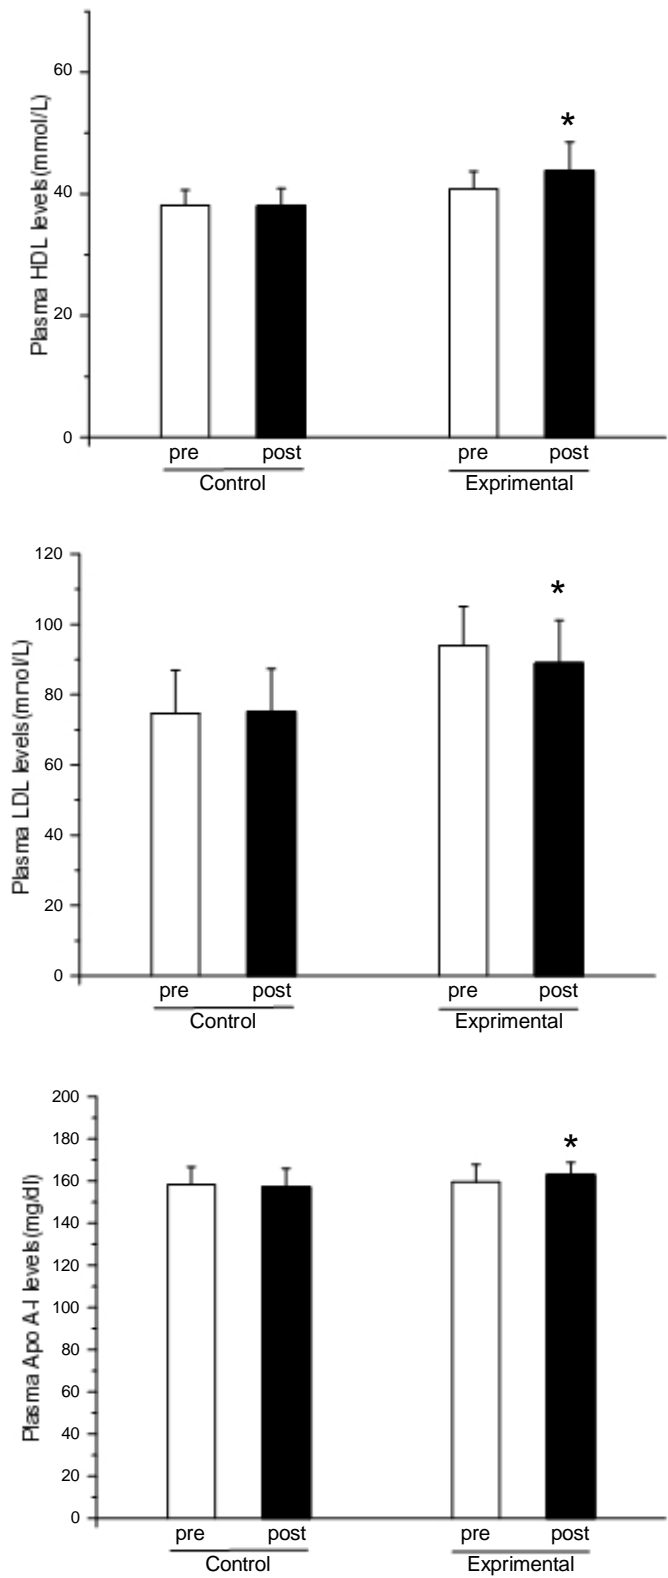 Plasma HDL levels(mmol/L)
60
40
20
0
*
pre post pre post
Control Exprimental
Plasma LDL levels(mmol/L)
120
100
80
60
40
20
0
*
pre post pre post
Control Exprimental
Plasma Apo A-I levels(mg/dl)
200
180
160
140
120
100
80
60
40
20
0
*
pre post pre post
Control Exprimental